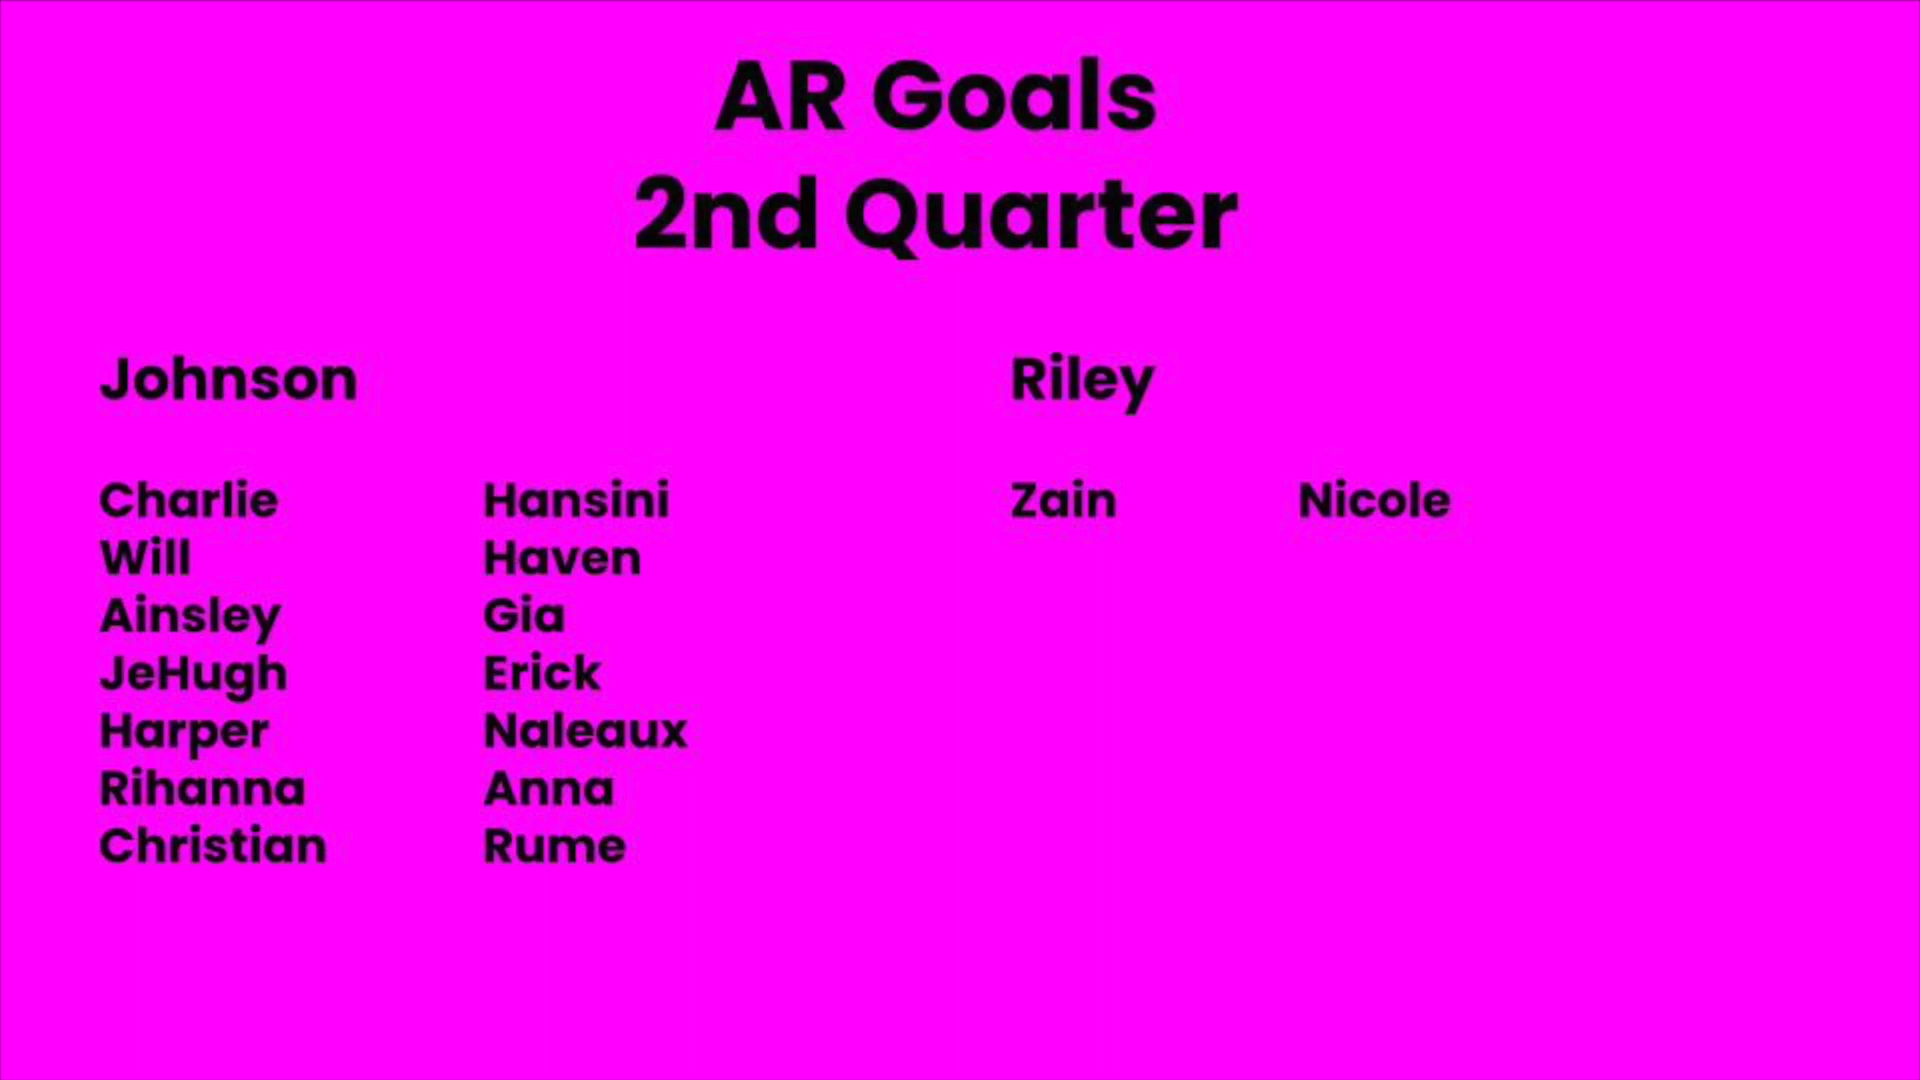 AR Goals
2nd Quarter
Johnson
Charlie
Will
Ainsley
JeHugh
Harper
Rihanna
Christian
Hansini
Haven
Gia
Erick
Naleaux
Anna
Rume
Riley
Zain
Nicole